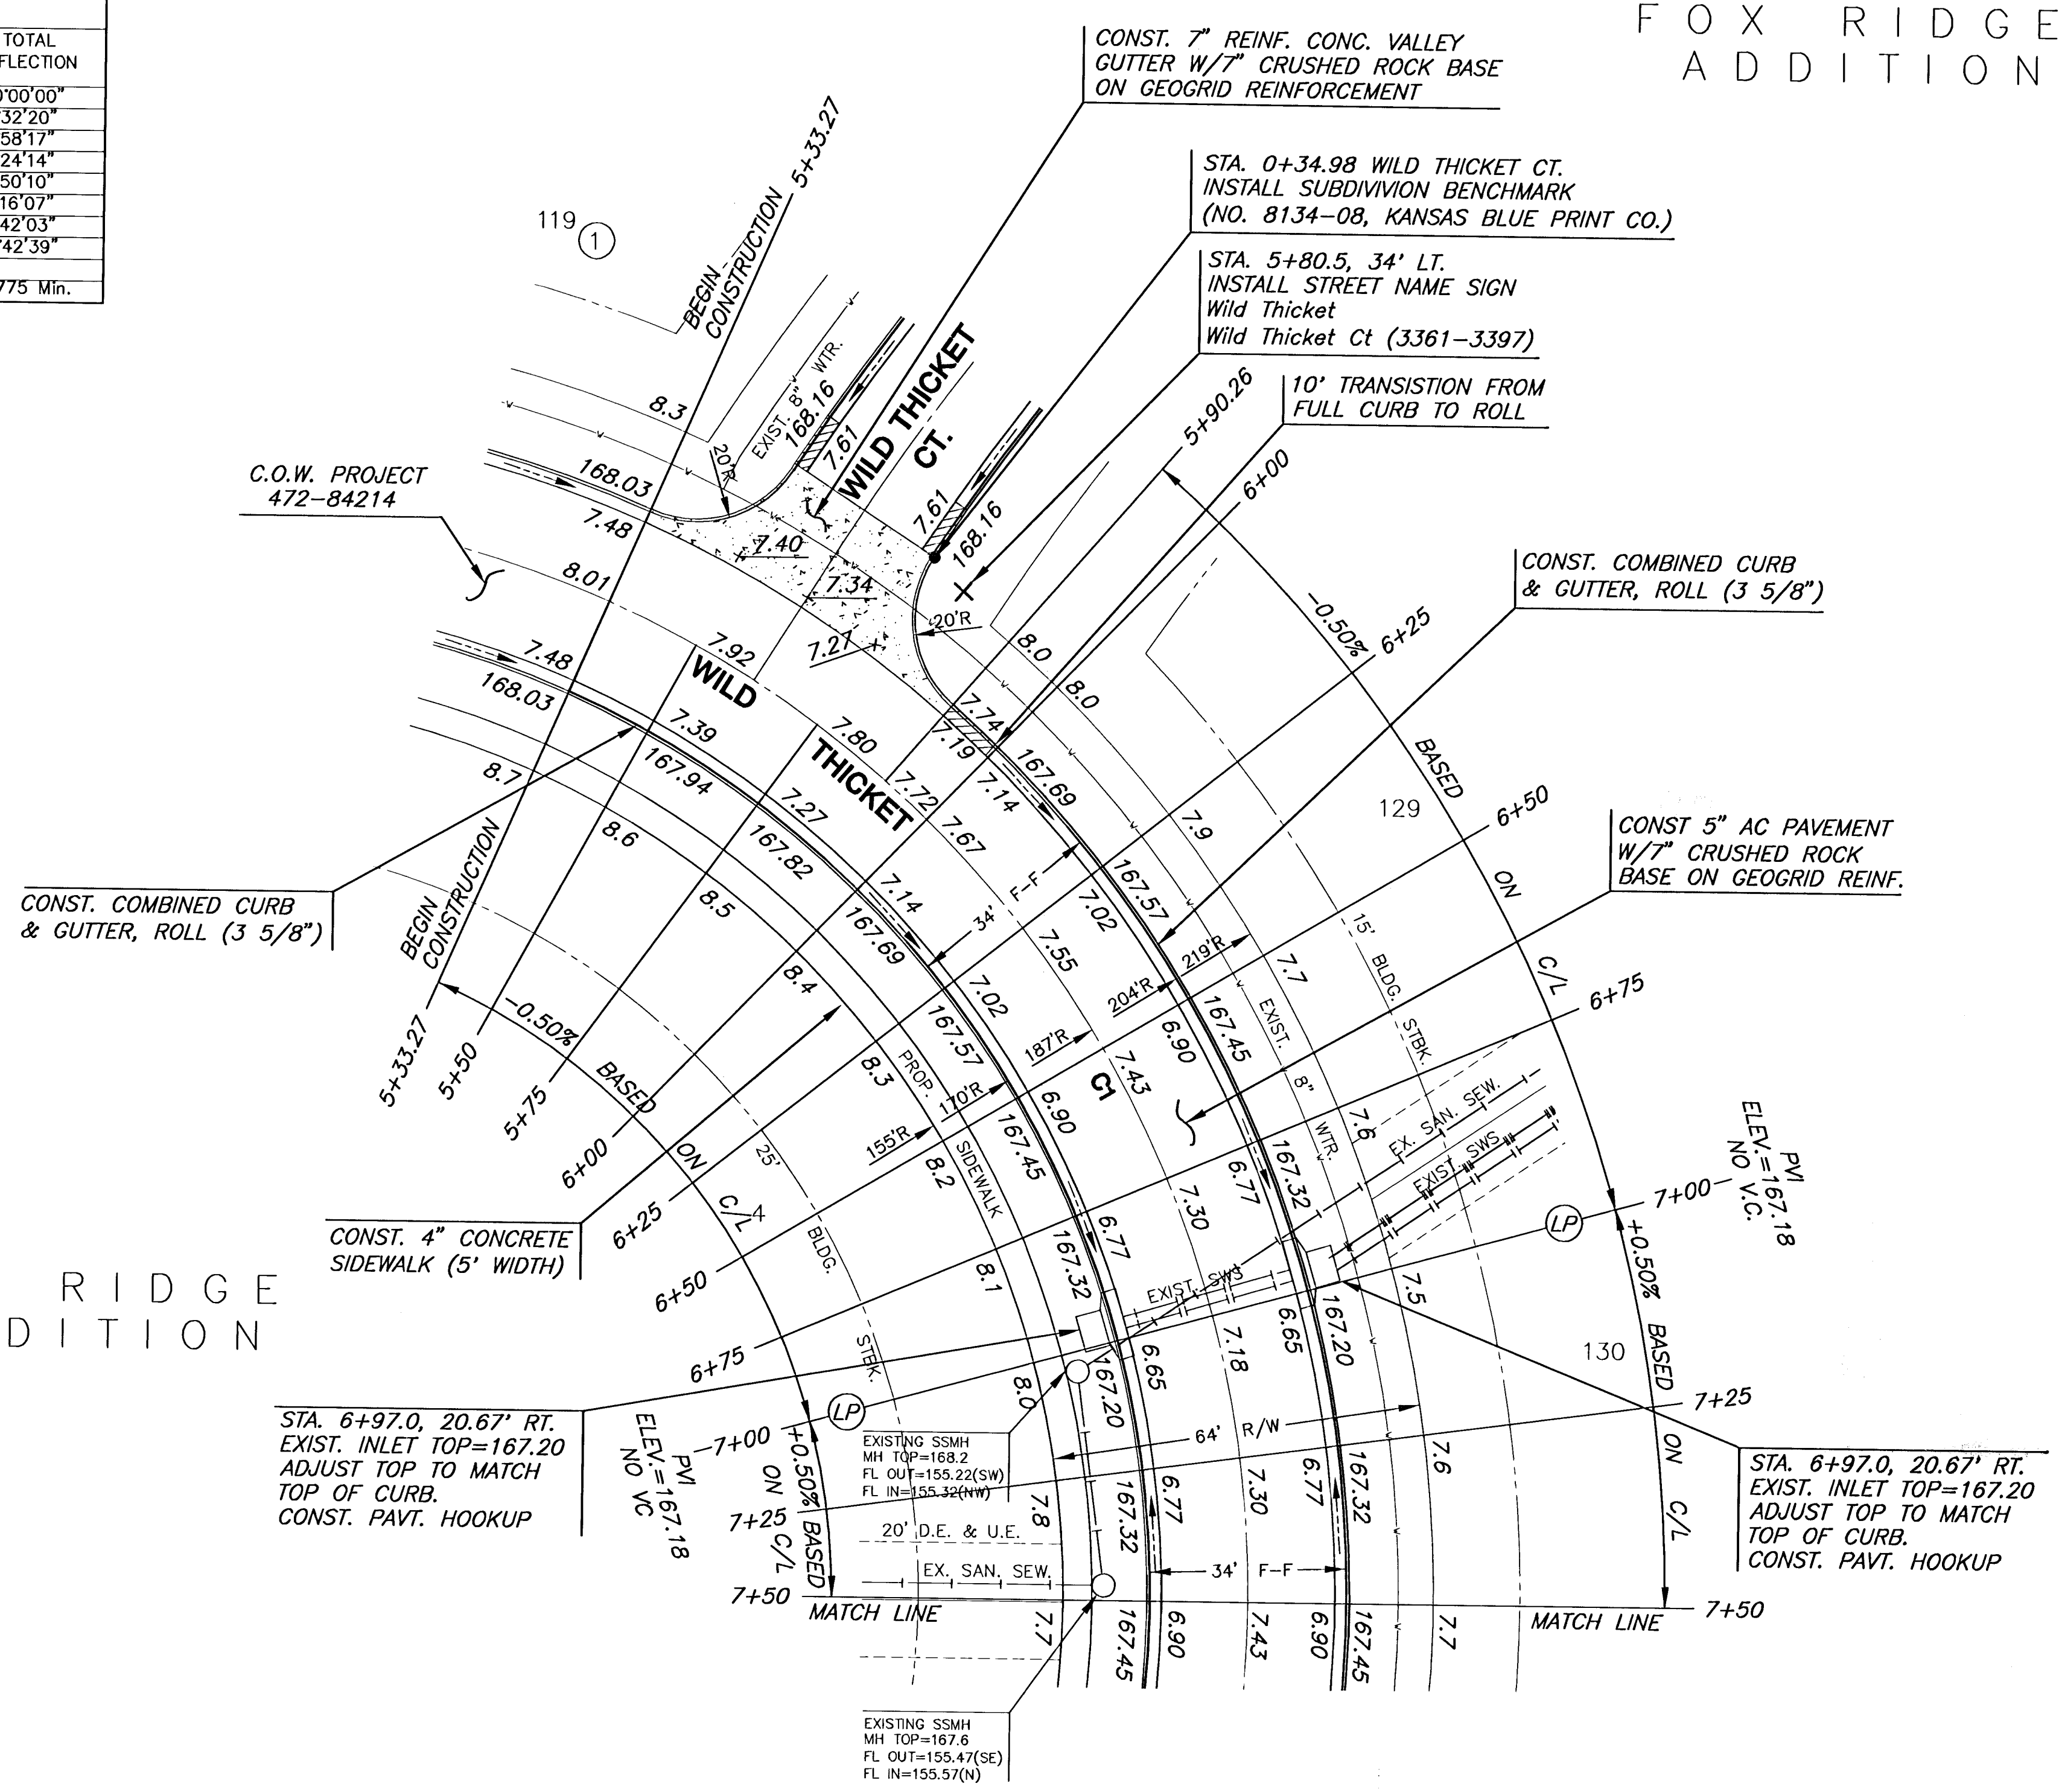 TOTAL
FLECTION
0°00'00"
32'20"
58'17"
24'14"
50'10"
16'07"
42'03"
42'39"
775 Min.
FOX RIDGE
ADDITION
CONST. 7" REINF. CONC. VALLEY
GUTTER W/7" CRUSHED ROCK BASE
ON GEOGRID REINFORCEMENT
STA. 0+34.98 WILD THICKET CT.
INSTALL SUBDIVIVION BENCHMARK
(NO. 8134-08, KANSAS BLUE PRINT CO.)
STA. 5+80.5, 34' LT.
INSTALL STREET NAME SIGN
Wild Thicket
Wild Thicket Ct (3361-3397)
10' TRANSISTION FROM
FULL CURB TO ROLL
119
1
BEGIN
CONSTRUCTION
5+33.27
C.O.W. PROJECT
472-84214
8.3
EXIST. 8" WTR.
20'R
168.16
7.61
WILD THICKET
CT.
7.61
168.16
168.03
7.48
7.40
7.34
7.27
20'R
8.01
7.92
7.80
7.72
7.67
7.55
7.43
7.30
7.18
7.30
7.43
WILD
THICKET
CT
5+90.26
6+00
-0.50%
BASED
ON
C/L
6+25
6+50
6+75
7+00
CONST. COMBINED CURB
& GUTTER, ROLL (3 5/8")
CONST 5" AC PAVEMENT
W/7" CRUSHED ROCK
BASE ON GEOGRID REINF.
129
8.0
8.0
7.9
7.7
7.6
7.5
7.6
7.7
15'
BLDG.
STBK.
7.74
7.19
7.14
167.69
7.02
167.57
6.90
167.45
6.77
167.32
6.65
167.20
6.77
167.32
6.90
167.45
34' F-F
219'R
204'R
187'R
170'R
155'R
EXIST.
8"
WTR.
EX. SAN. SEW.
EXIST. SWS
EXIST. SWS
PVI
ELEV.=167.18
NO V.C.
LP
+0.50%
BASED
ON
C/L
130
7+25
7+50
MATCH LINE
STA. 6+97.0, 20.67' RT.
EXIST. INLET TOP=167.20
ADJUST TOP TO MATCH
TOP OF CURB.
CONST. PAVT. HOOKUP
7.48
168.03
7.39
167.94
7.27
167.82
7.14
167.69
7.02
167.57
6.90
167.45
6.77
167.32
6.65
167.20
6.77
167.32
6.90
167.45
8.7
8.6
8.5
8.4
8.3
8.2
8.1
8.0
7.8
7.7
PROP.
SIDEWALK
CONST. COMBINED CURB
& GUTTER, ROLL (3 5/8")
BEGIN
CONSTRUCTION
5+33.27
5+50
5+75
6+00
6+25
6+50
6+75
7+00
7+25
7+50
-0.50%
BASED
ON
C/L
4
25'
BLDG.
STBK.
CONST. 4" CONCRETE
SIDEWALK (5' WIDTH)
RIDGE
DITION
STA. 6+97.0, 20.67' RT.
EXIST. INLET TOP=167.20
ADJUST TOP TO MATCH
TOP OF CURB.
CONST. PAVT. HOOKUP
PVI
ELEV.=167.18
NO VC
LP
+0.50%
BASED
ON
C/L
EXISTING SSMH
MH TOP=168.2
FL OUT=155.22(SW)
FL IN=155.32(NW)
64' R/W
20' D.E. & U.E.
EX. SAN. SEW.
34' F-F
MATCH LINE
EXISTING SSMH
MH TOP=167.6
FL OUT=155.47(SE)
FL IN=155.57(N)